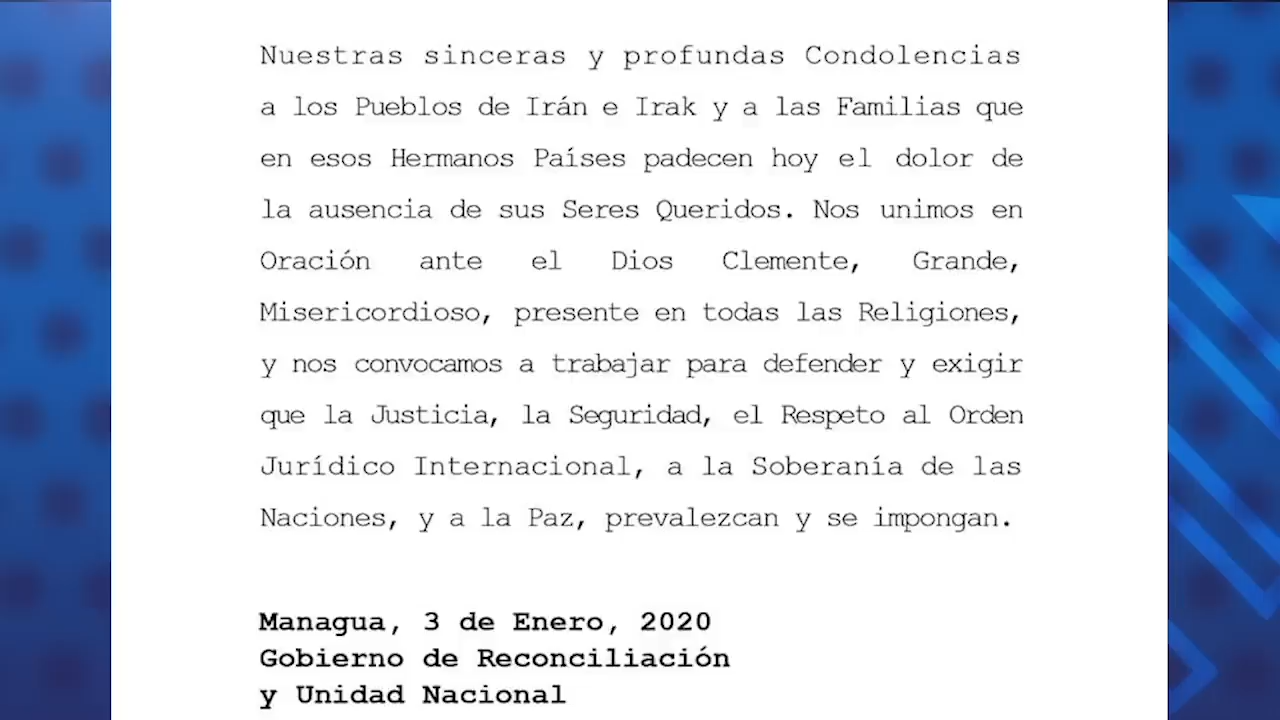 Nuestras sinceras y profundas Condolencias
a los Pueblos de Irán e Irak y a las Familias que
en esos Hermanos Países padecen hoy el dolor de
la ausencia de sus Seres Queridos. Nos unimos en
Oración ante el Dios Clemente, Grande,
Misericordioso, presente en todas las Religiones,
y nos convocamos a trabajar para defender y exigir
que la Justicia, la Seguridad, el Respeto al Orden
Jurídico Internacional, a la Soberanía de las
Naciones, y a la Paz, prevalezcan y se impongan.
Managua, 3 de Enero, 2020
Gobierno de Reconciliación
y Unidad Nacional